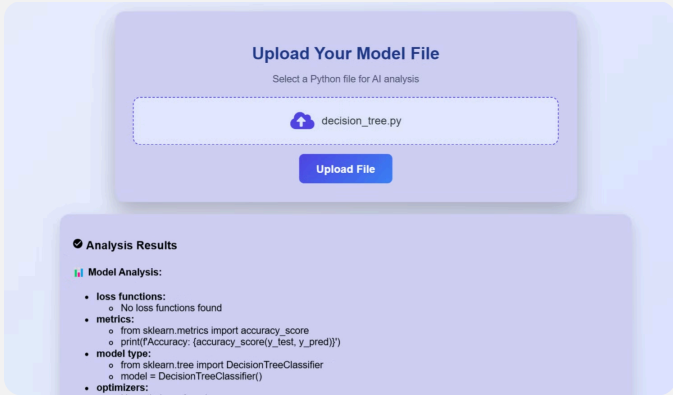 Upload Your Model File
Select a Python file for AI analysis
decision_tree.py
Upload File
Analysis Results
Model Analysis:
loss functions:
No loss functions found
metrics:
from sklearn.metrics import accuracy_score
print(f'Accuracy: {accuracy_score(y_test, y_pred)}')
model type:
from sklearn.tree import DecisionTreeClassifier
model = DecisionTreeClassifier()
optimizers: